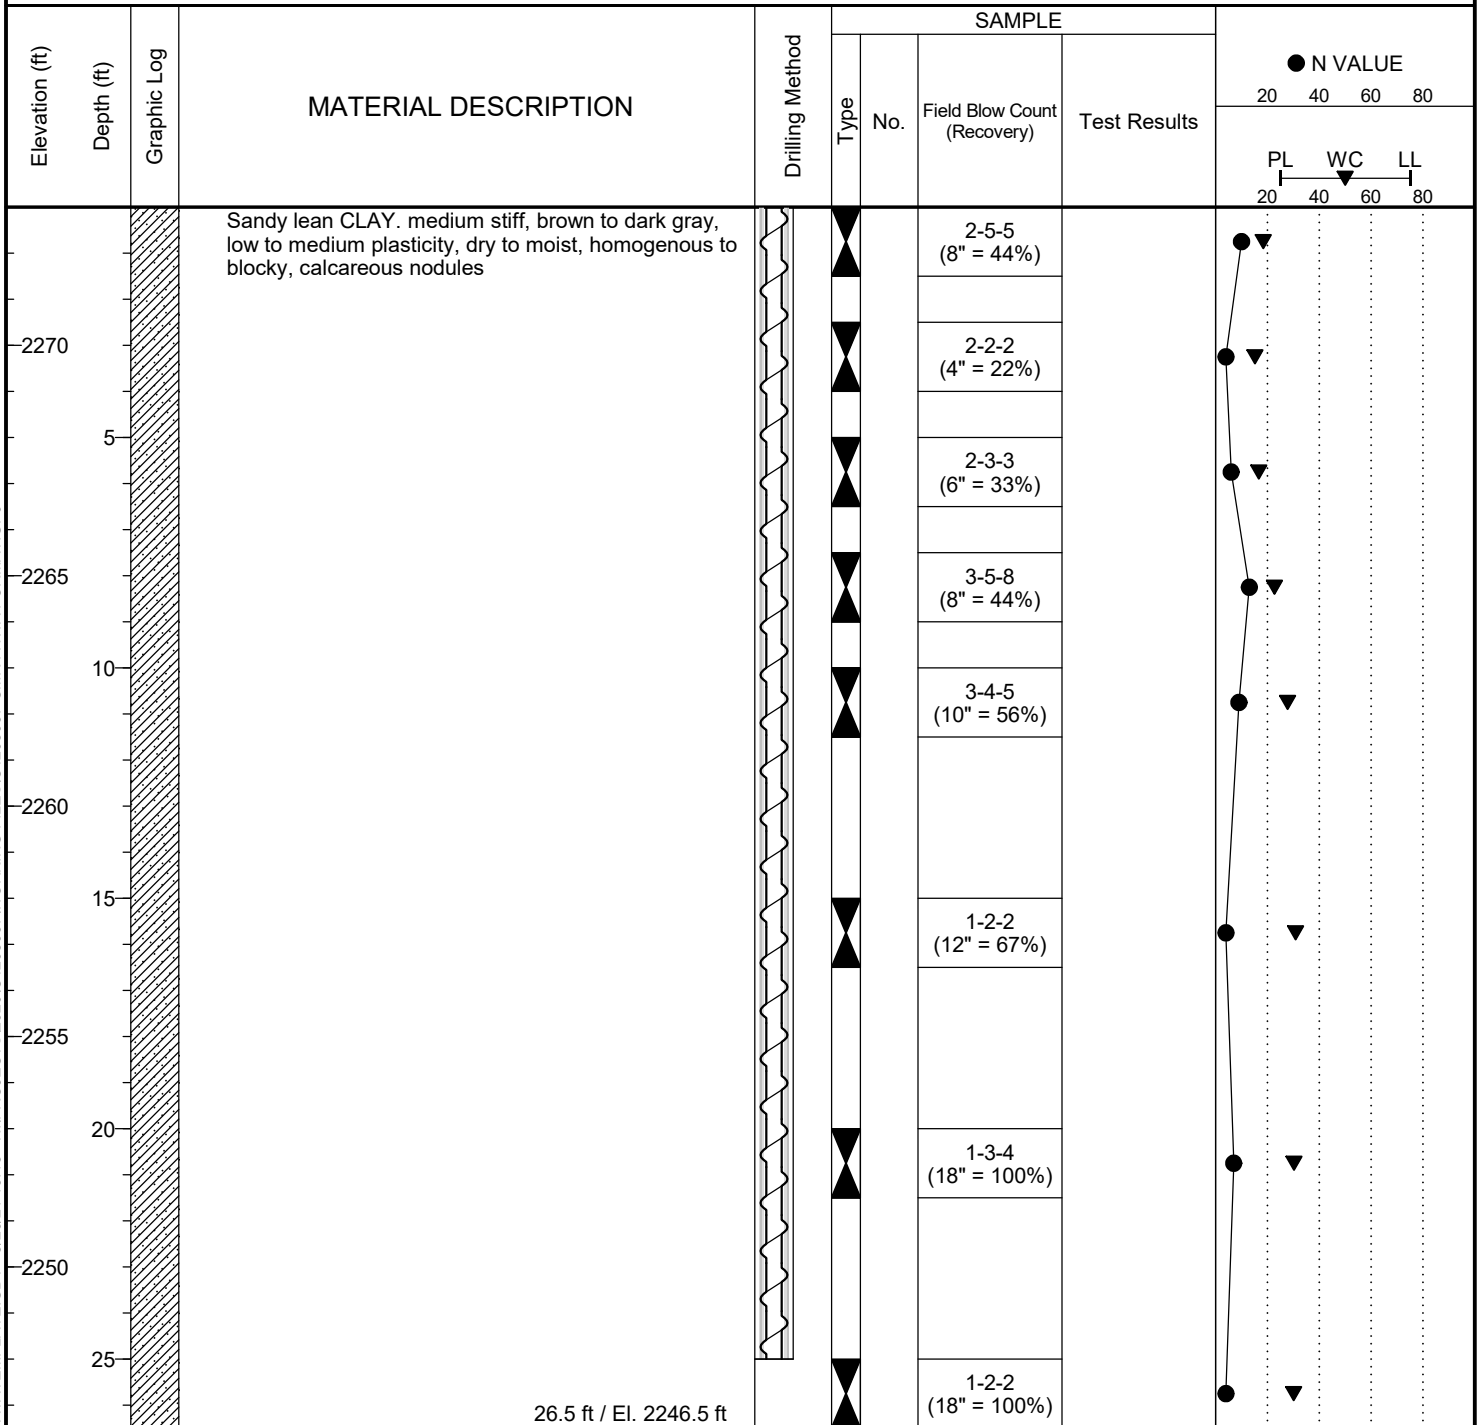 SAMPLE
Elevation (ft)
Depth (ft)
Graphic Log
MATERIAL DESCRIPTION
Drilling Method
Type
No.
Field Blow Count
(Recovery)
Test Results
N VALUE
20 40 60 80
PL WC LL
20 40 60 80
Sandy lean CLAY. medium stiff, brown to dark gray,
low to medium plasticity, dry to moist, homogenous to
blocky, calcareous nodules
2-5-5
(8" = 44%)
2270
2-2-2
(4" = 22%)
5
2-3-3
(6" = 33%)
2265
3-5-8
(8" = 44%)
10
3-4-5
(10" = 56%)
2260
15
1-2-2
(12" = 67%)
2255
20
1-3-4
(18" = 100%)
2250
25
1-2-2
(18" = 100%)
26.5 ft / El. 2246.5 ft